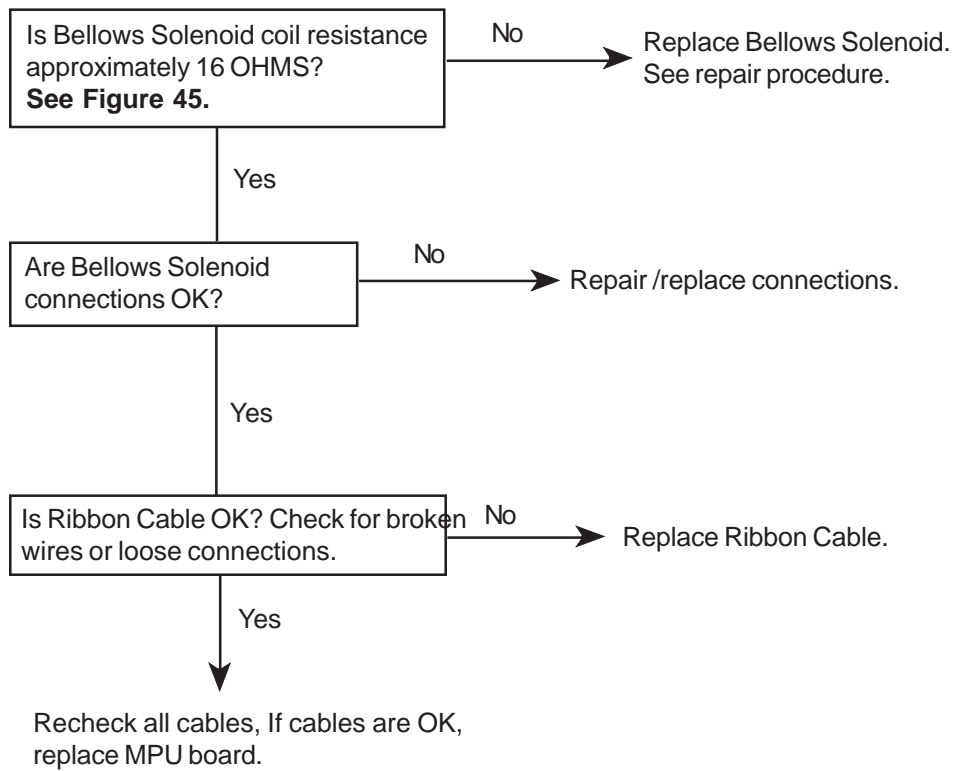 Is Bellows Solenoid coil resistance
approximately 16 OHMS?
See Figure 45.
No
Replace Bellows Solenoid.
See repair procedure.
Yes
Are Bellows Solenoid
connections OK?
No
Repair /replace connections.
Yes
Is Ribbon Cable OK? Check for broken
wires or loose connections.
No
Replace Ribbon Cable.
Yes
Recheck all cables, If cables are OK,
replace MPU board.